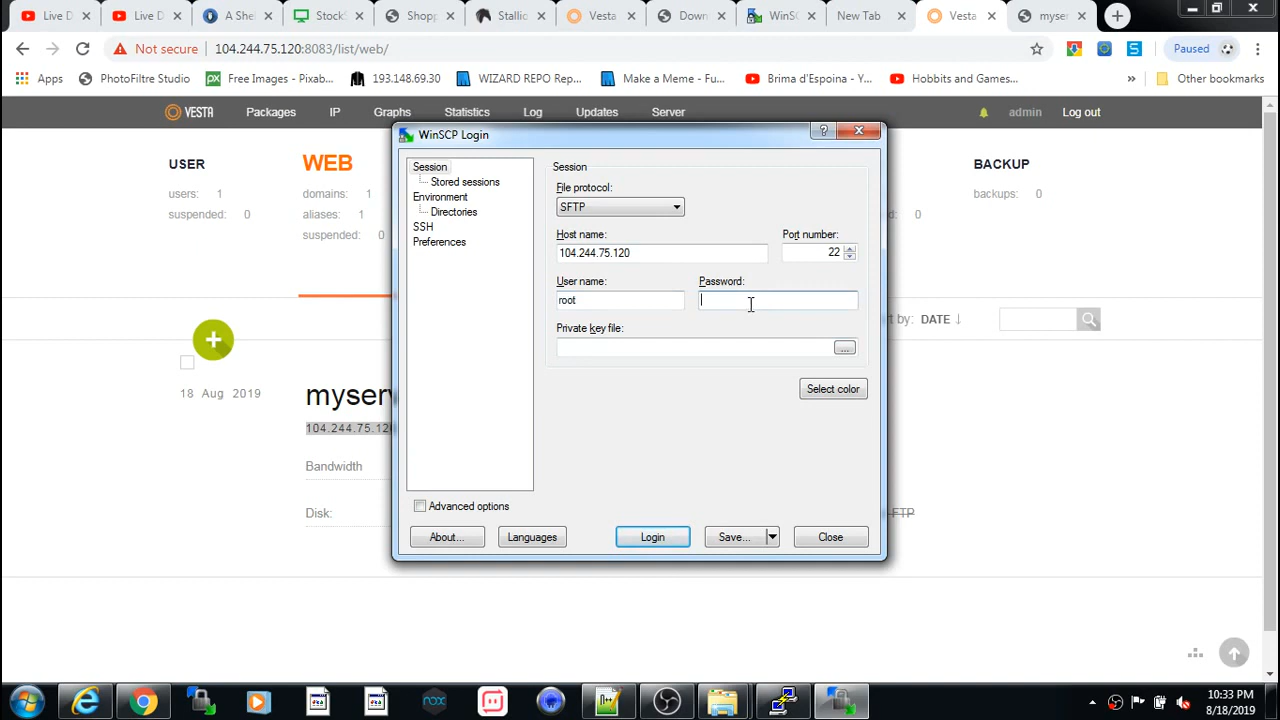 Live D
Live D
A She
StockS
Shopp
Stallic
Vesta
Down
WinSC
New Tab
Vesta
myser
Not secure
104.244.75.120:8083/list/web/
Paused
Apps
PhotoFiltre Studio
Free Images - Pixab...
193.148.69.30
WIZARD REPO Rep...
Make a Meme - Fu...
Brima d'Espoina - Y...
Hobbits and Games...
»
Other bookmarks
VESTA
Packages
IP
Graphs
Statistics
Log
Updates
Server
admin
Log out
USER
users: 1
suspended: 0
WEB
domains: 1
aliases: 1
suspended: 0
BACKUP
backups: 0
0
rt by: DATE ↓
18 Aug 2019
myserv
104.244.75.120
Bandwidth
Disk:
FTP
WinSCP Login
Session
Stored sessions
Environment
Directories
SSH
Preferences
Session
File protocol:
SFTP
Host name:
Port number:
104.244.75.120
22
User name:
Password:
root
Private key file:
...
Select color
Advanced options
About...
Languages
Login
Save...
Close
nox
10:33 PM
8/18/2019